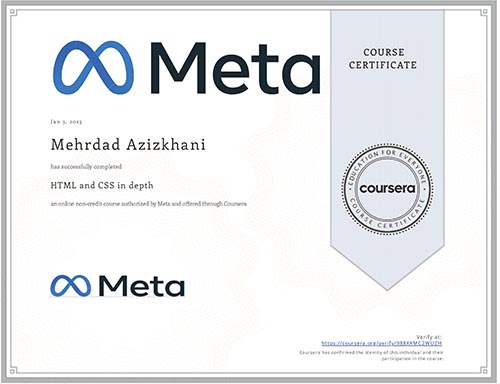 Meta
COURSE
CERTIFICATE
Jan 3, 2023
Mehrdad Azizkhani
has successfully completed
HTML and CSS in depth
an online non-credit course authorized by Meta and offered through Coursera
EDUCATION FOR EVERYONE
coursera
COURSE CERTIFICATE
Meta
Verify at:
Coursera has confirmed the identity of this individual and their
participation in the course.